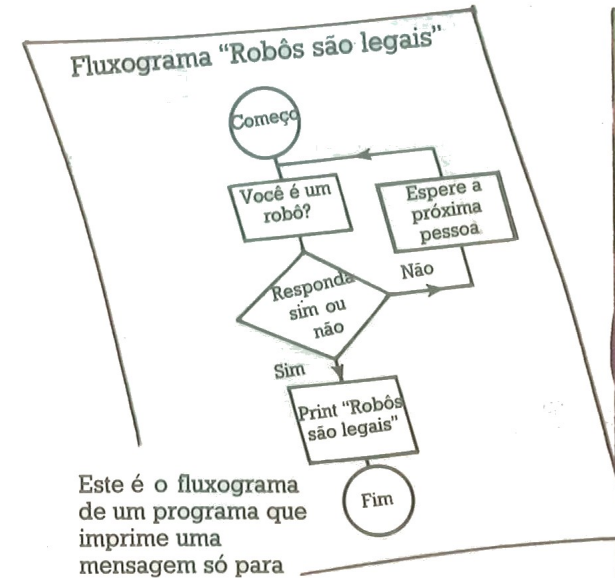 Fluxograma “Robôs são legais”
Começo
Você é um
robô?
Espere a
próxima
pessoa
Responda
sim ou
não
Não
Sim
Print “Robôs
são legais”
Fim
Este é o fluxograma
de um programa que
imprime uma
mensagem só para